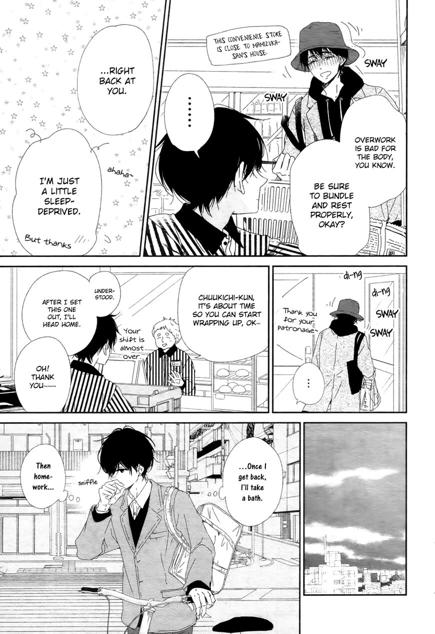 THIS CONVENIENCE STORE
IS CLOSE TO MAMIZUKA-
SAN'S HOUSE.
SWAY
SWAY
OVERWORK
IS BAD FOR
THE BODY,
YOU KNOW.
BE SURE
TO BUNDLE
AND REST
PROPERLY,
OKAY?
......
...RIGHT
BACK AT
YOU.
ahaha-
I'M JUST
A LITTLE
SLEEP-
DEPRIVED.
But thanks
di-ng
di-ng
SWAY
SWAY
Thank you
for your
patronage~
...
CHUUKICHI-KUN,
IT'S ABOUT TIME
SO YOU CAN START
WRAPPING UP, OK~
Your
shift is
almost
over
UNDER-
STOOD.
AFTER I SET
THIS ONE
OUT, I'LL
HEAD HOME.
OH!
THANK
YOU~~
...Once I
get back,
I'll take
a bath.
sniffle
Then
home-
work...